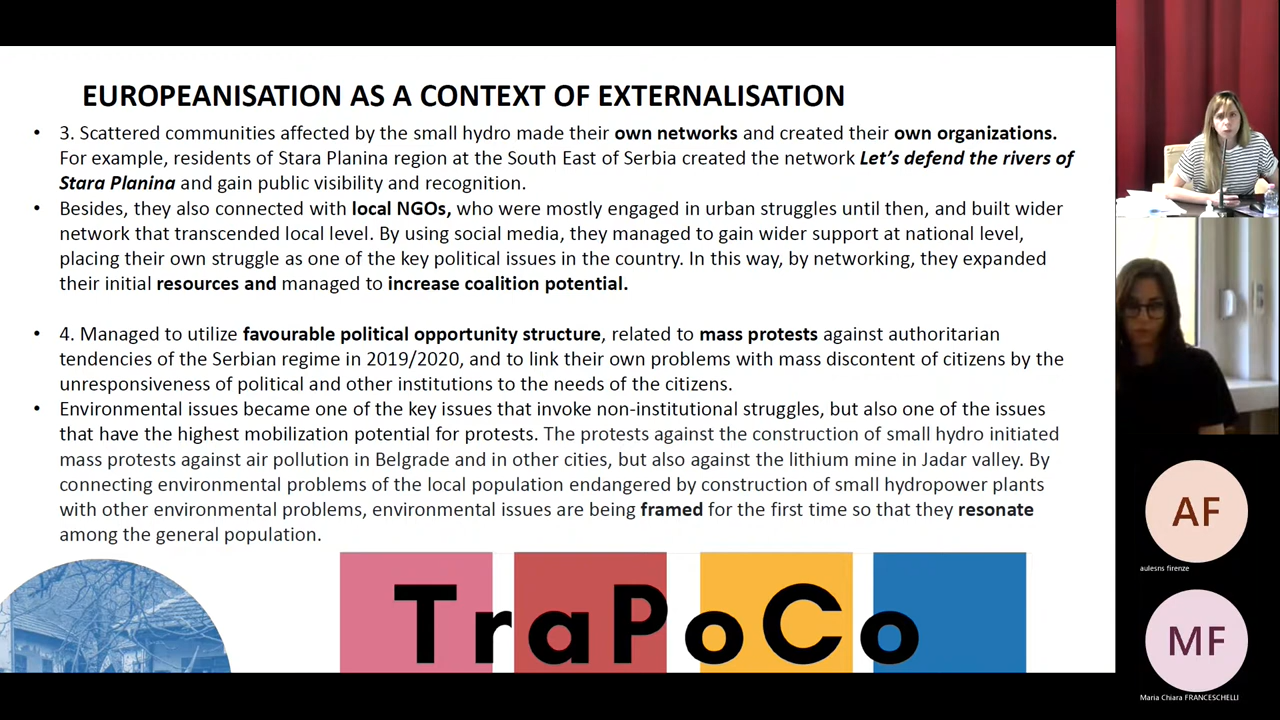 EUROPEANISATION AS A CONTEXT OF EXTERNALISATION
• 3. Scattered communities affected by the small hydro made their own networks and created their own organizations.
For example, residents of Stara Planina region at the South East of Serbia created the network Let's defend the rivers of
Stara Planina and gain public visibility and recognition.
• Besides, they also connected with local NGOs, who were mostly engaged in urban struggles until then, and built wider
network that transcended local level. By using social media, they managed to gain wider support at national level,
placing their own struggle as one of the key political issues in the country. In this way, by networking, they expanded
their initial resources and managed to increase coalition potential.
• 4. Managed to utilize favourable political opportunity structure, related to mass protests against authoritarian
tendencies of the Serbian regime in 2019/2020, and to link their own problems with mass discontent of citizens by the
unresponsiveness of political and other institutions to the needs of the citizens.
• Environmental issues became one of the key issues that invoke non-institutional struggles, but also one of the issues
that have the highest mobilization potential for protests. The protests against the construction of small hydro initiated
mass protests against air pollution in Belgrade and in other cities, but also against the lithium mine in Jadar valley. By
connecting environmental problems of the local population endangered by construction of small hydropower plants
with other environmental problems, environmental issues are being framed for the first time so that they resonate
among the general population.
TraPoCo
AF
aulesns firenze
MF
Maria Chiara FRANCESCHELLI